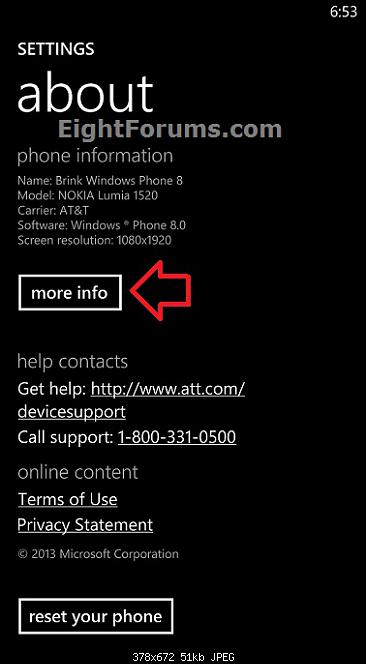 6:53
SETTINGS
about
EightForums.com
phone information
Name: Brink Windows Phone 8
Model: NOKIA Lumia 1520
Carrier: AT&T
Software: Windows ® Phone 8.0
Screen resolution: 1080x1920
more info
help contacts
Get help: http://www.att.com/
devicesupport
Call support: 1-800-331-0500
online content
Terms of Use
Privacy Statement
© 2013 Microsoft Corporation
reset your phone
378x672 51kb JPEG